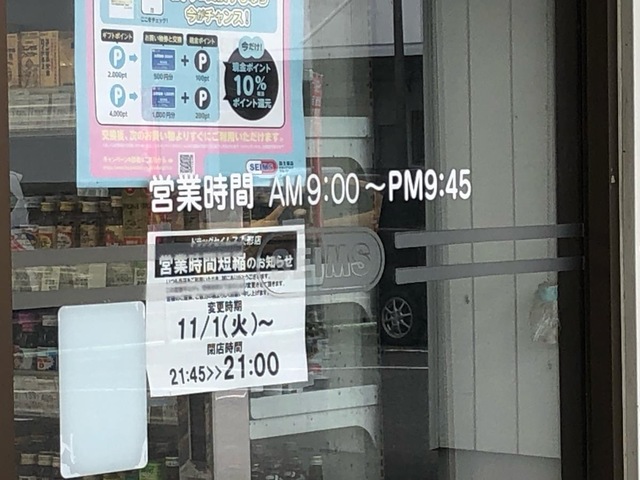 今がチャンス!
ギフトポイント
お買い物券と交換
現金ポイント
今だけ!
2,000pt
500円分
100pt
現金ポイント
10%
ポイント還元
4,000pt
1,000円分
200pt
交換後、次のお買い物よりすぐにご利用いただけます。
SEIMS
営業時間 AM9:00~PM9:45
SEIMS
営業時間短縮のお知らせ
変更時期
11/1(火)~
閉店時間
21:45>>21:00